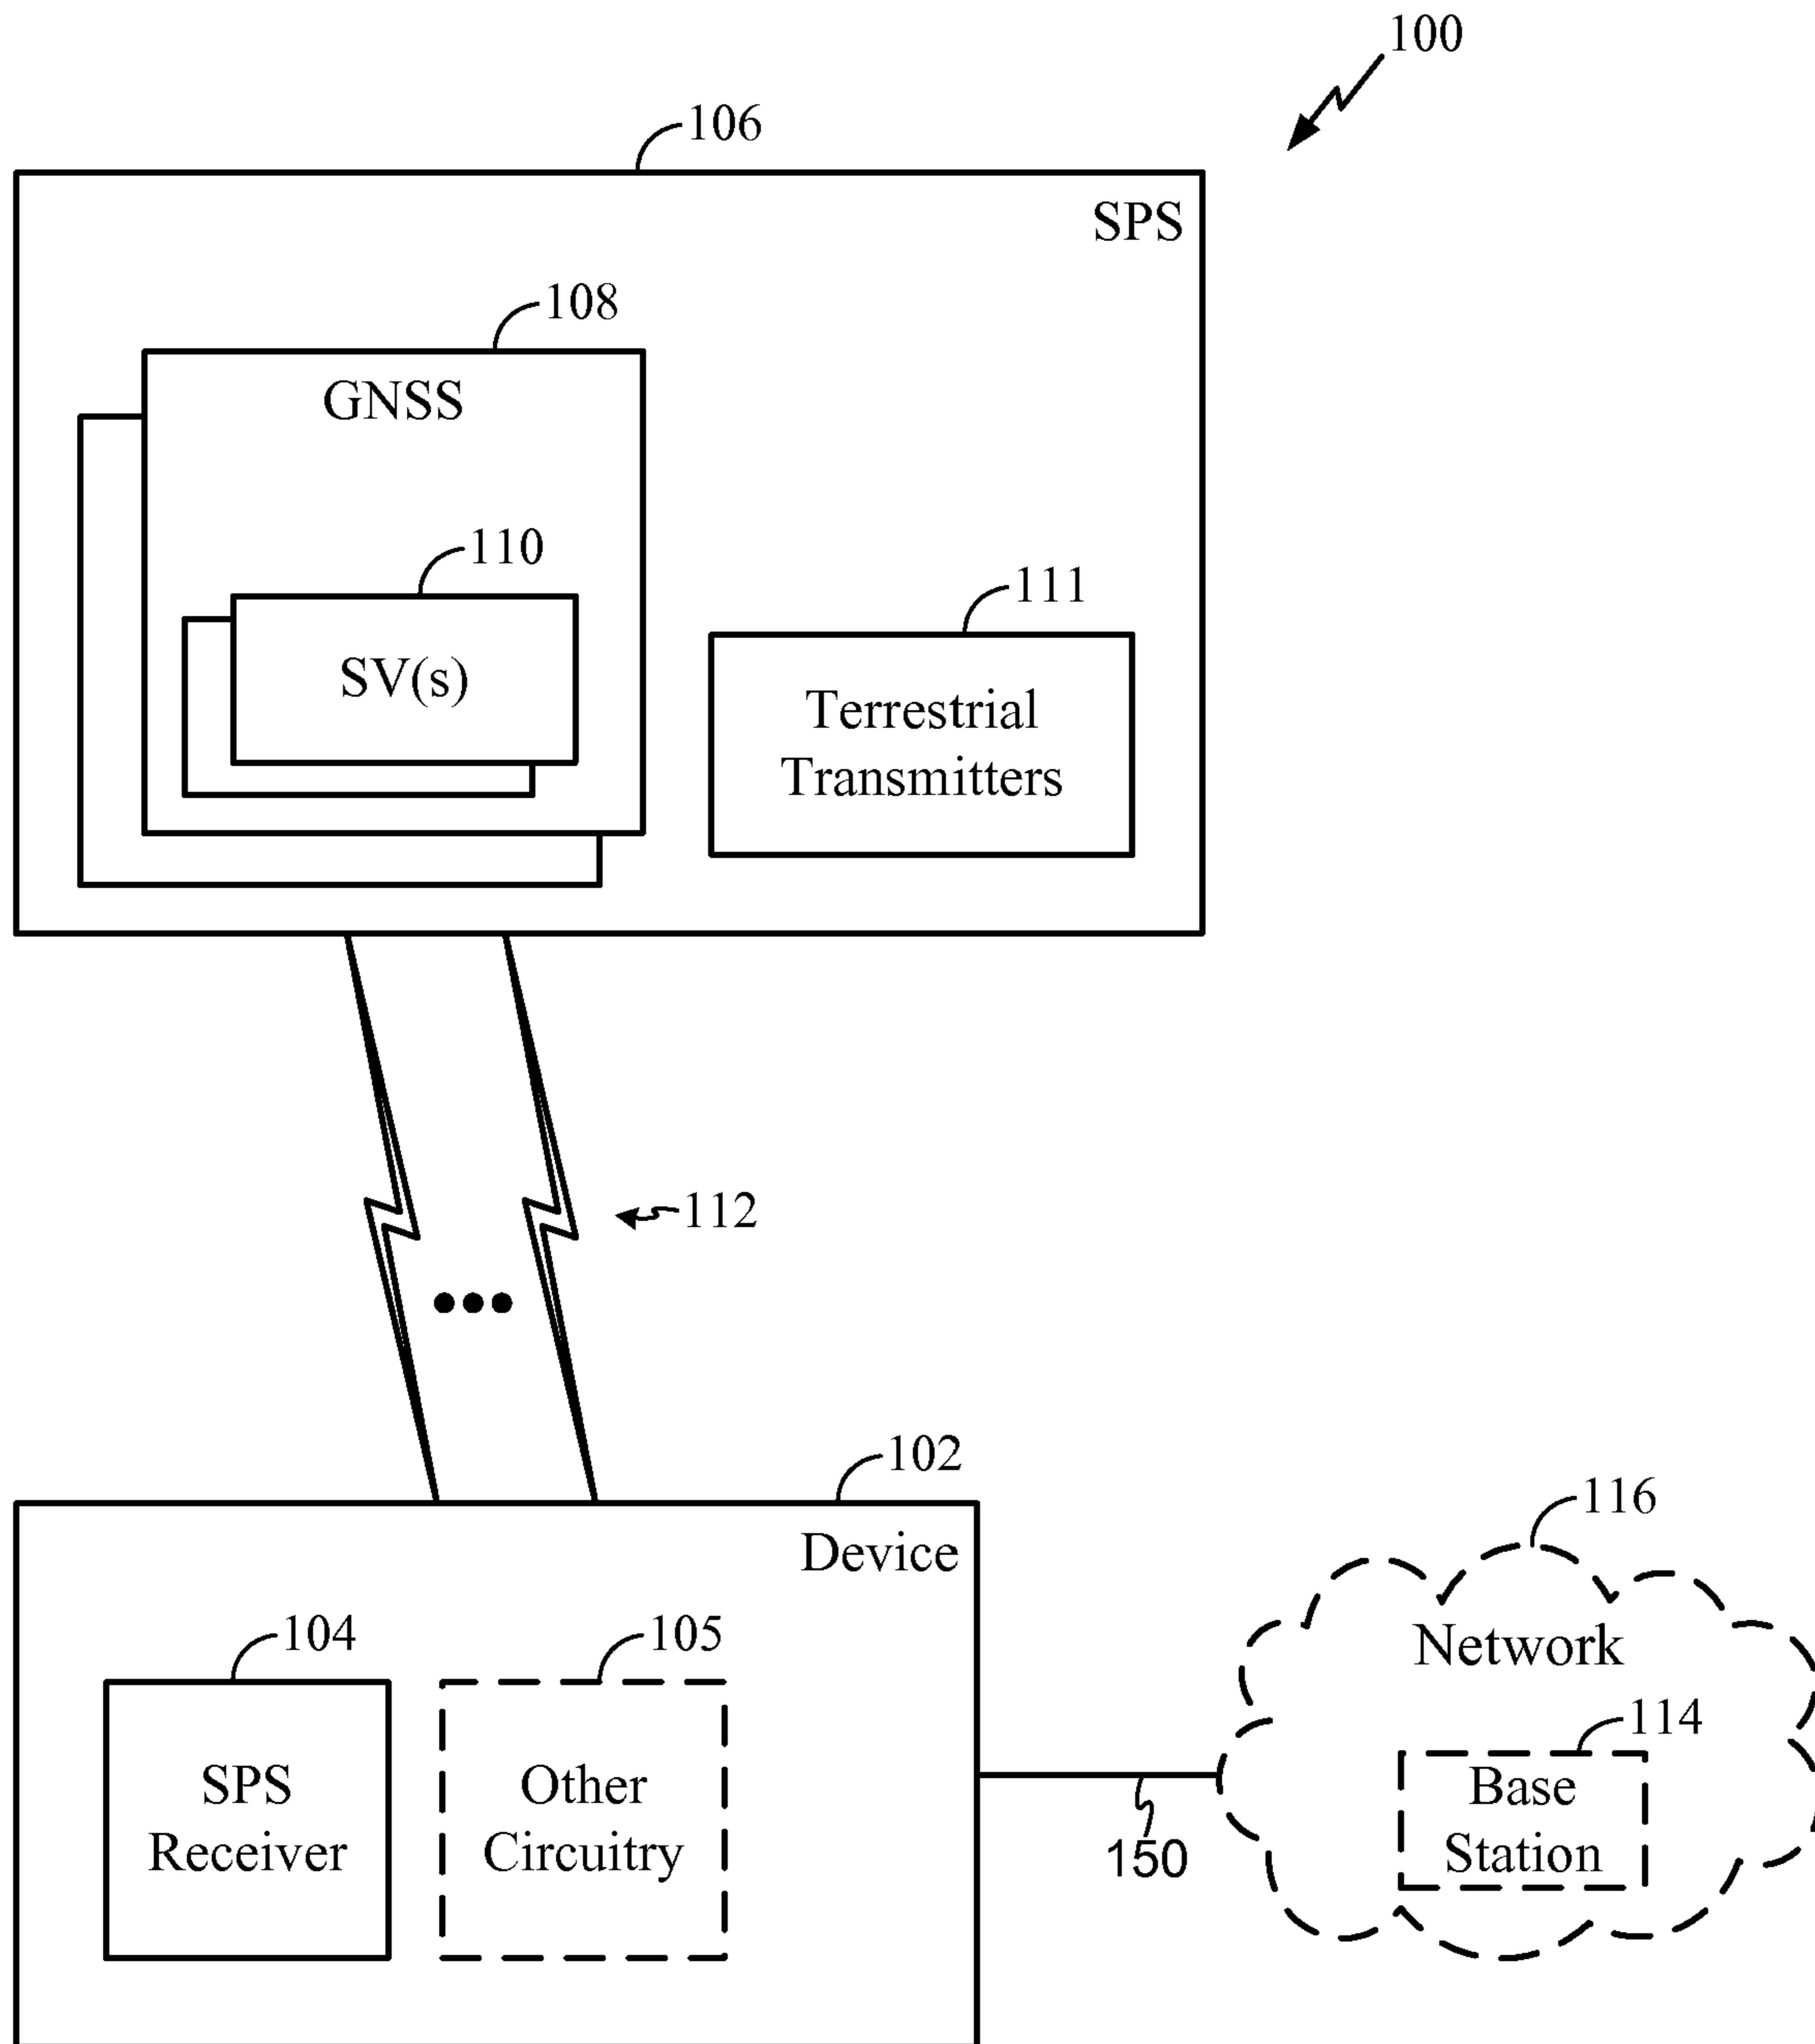 100
106
SPS
108
GNSS
110
SV(s)
111
Terrestrial
Transmitters
112
102
Device
104
SPS
Receiver
105
Other
Circuitry
150
116
Network
114
Base
Station